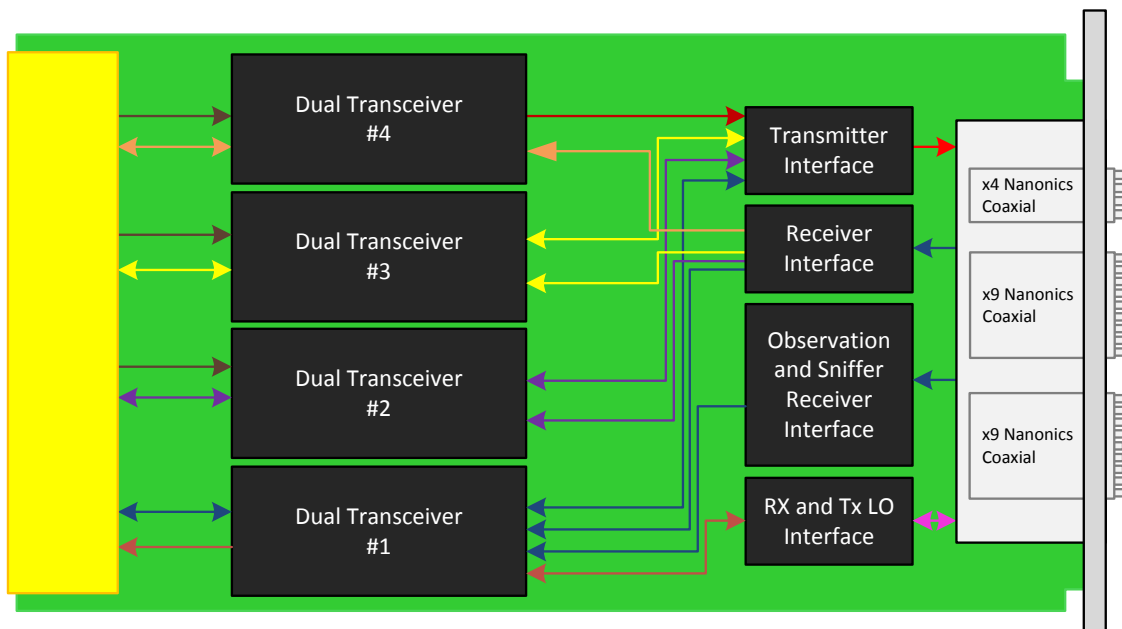 Dual Transceiver
#4
Dual Transceiver
#3
Dual Transceiver
#2
Dual Transceiver
#1
Transmitter
Interface
Receiver
Interface
Observation
and Sniffer
Receiver
Interface
RX and Tx LO
Interface
x4 Nanonics
Coaxial
x9 Nanonics
Coaxial
x9 Nanonics
Coaxial